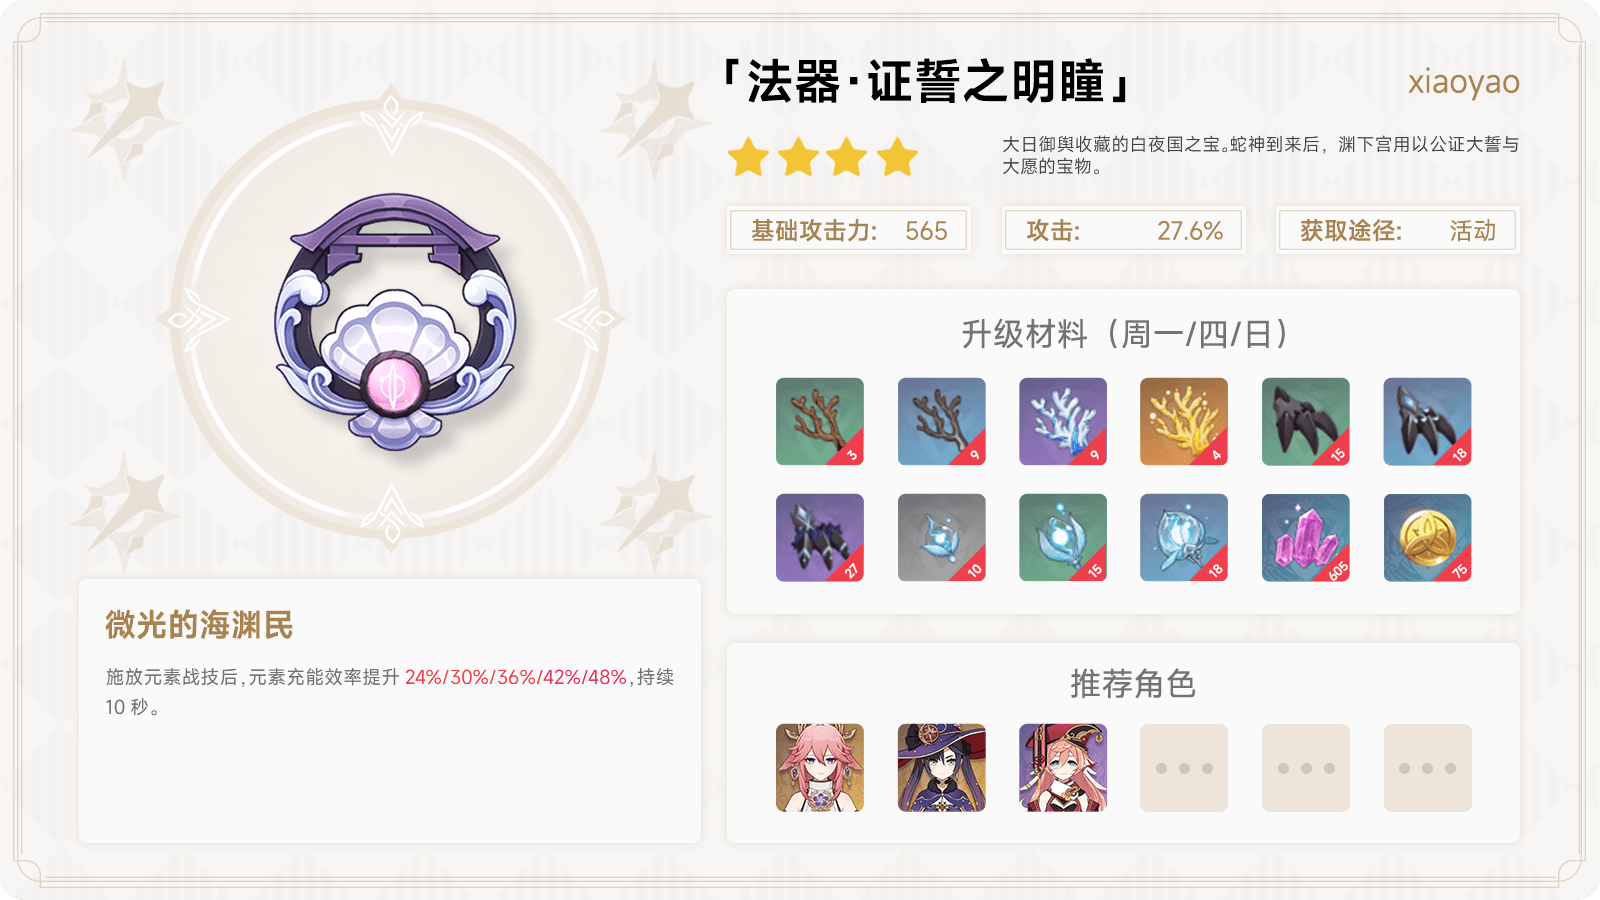 「法器·证誓之明瞳」
xiaoyao
大日御舆收藏的白夜国之宝。蛇神到来后，渊下宫用以公证大誓与
大愿的宝物。
基础攻击力: 565
攻击: 27.6%
获取途径: 活动
升级材料（周一/四/日）
3 9 9 4 15 18
27 10 15 18 605 75
微光的海渊民
施放元素战技后,元素充能效率提升 24%/30%/36%/42%/48%,持续
10 秒。
推荐角色